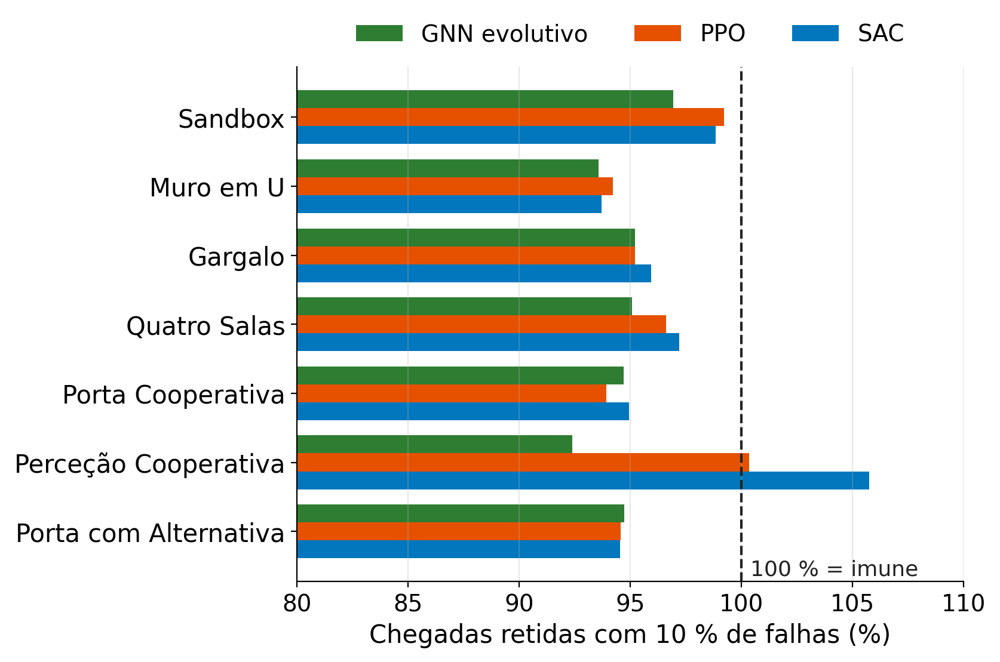 GNN evolutivo PPO SAC
Sandbox
Muro em U
Gargalo
Quatro Salas
Porta Cooperativa
Perceção Cooperativa
Porta com Alternativa
100 % = imune
80 85 90 95 100 105 110
Chegadas retidas com 10 % de falhas (%)